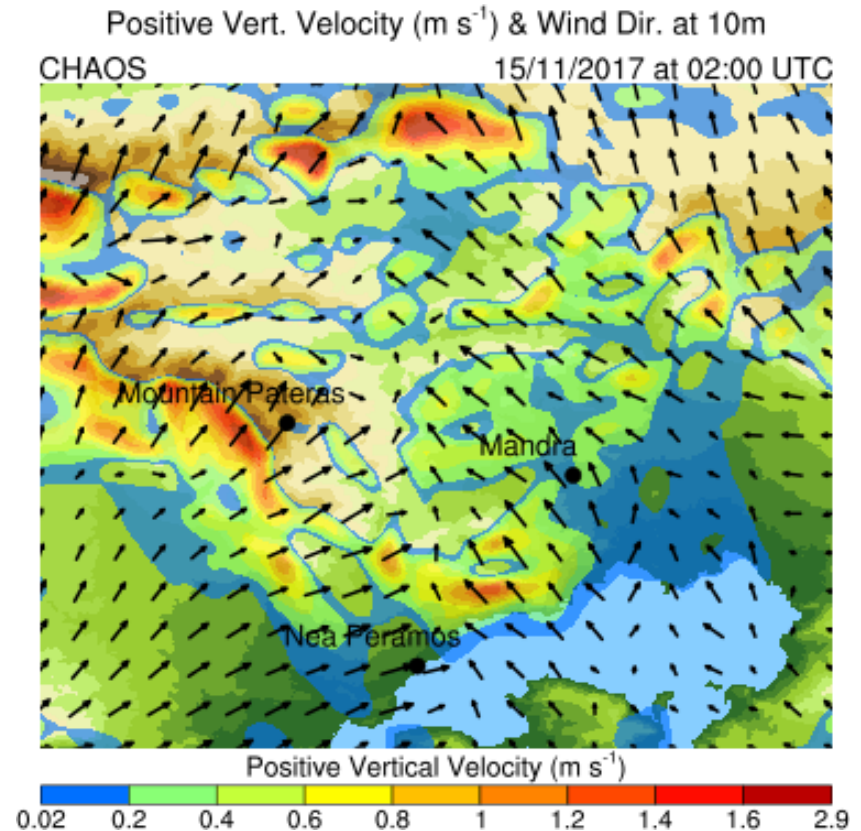 Positive Vert. Velocity (m s⁻¹) & Wind Dir. at 10m
CHAOS 15/11/2017 at 02:00 UTC
Mountain Pateras
Mandra
Nea Peramos
Positive Vertical Velocity (m s⁻¹)
0.02 0.2 0.4 0.6 0.8 1 1.2 1.4 1.6 2.9